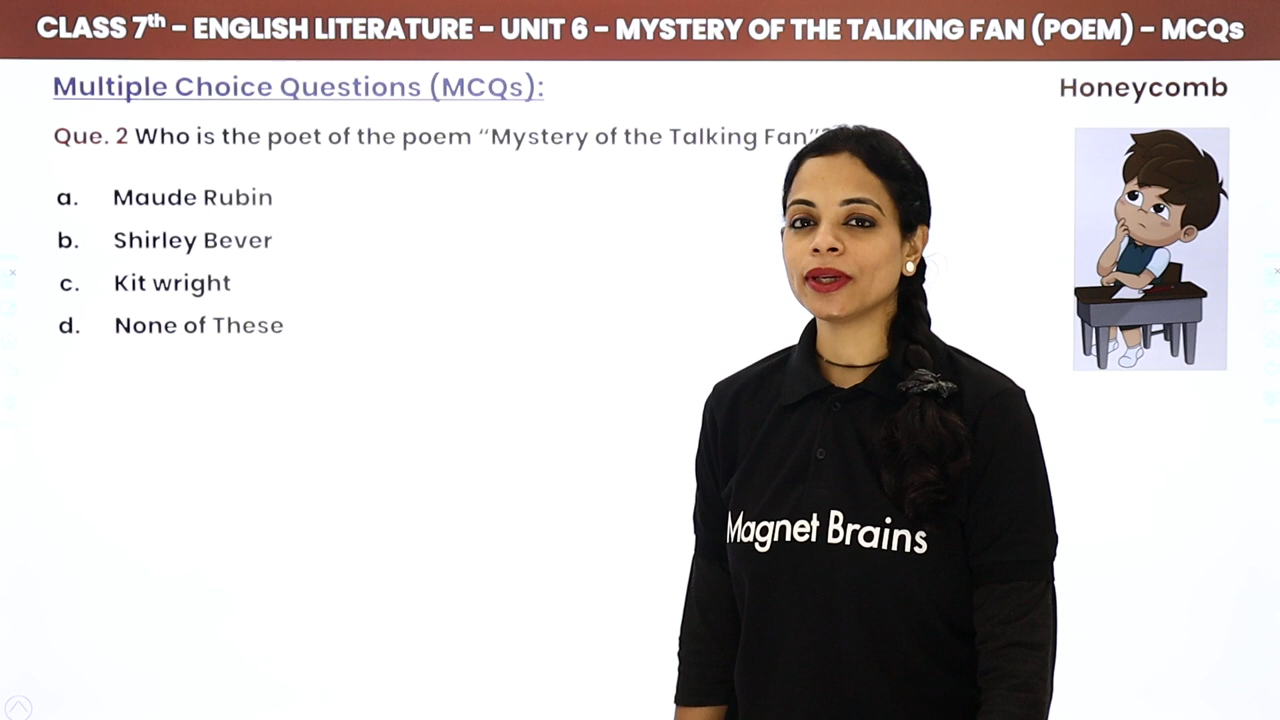 CLASS 7th – ENGLISH LITERATURE – UNIT 6 – MYSTERY OF THE TALKING FAN (POEM) – MCQs
Multiple Choice Questions (MCQs):
Honeycomb
Que. 2 Who is the poet of the poem “Mystery of the Talking Fan”
a. Maude Rubin
b. Shirley Bever
c. Kit wright
d. None of These
Magnet Brains